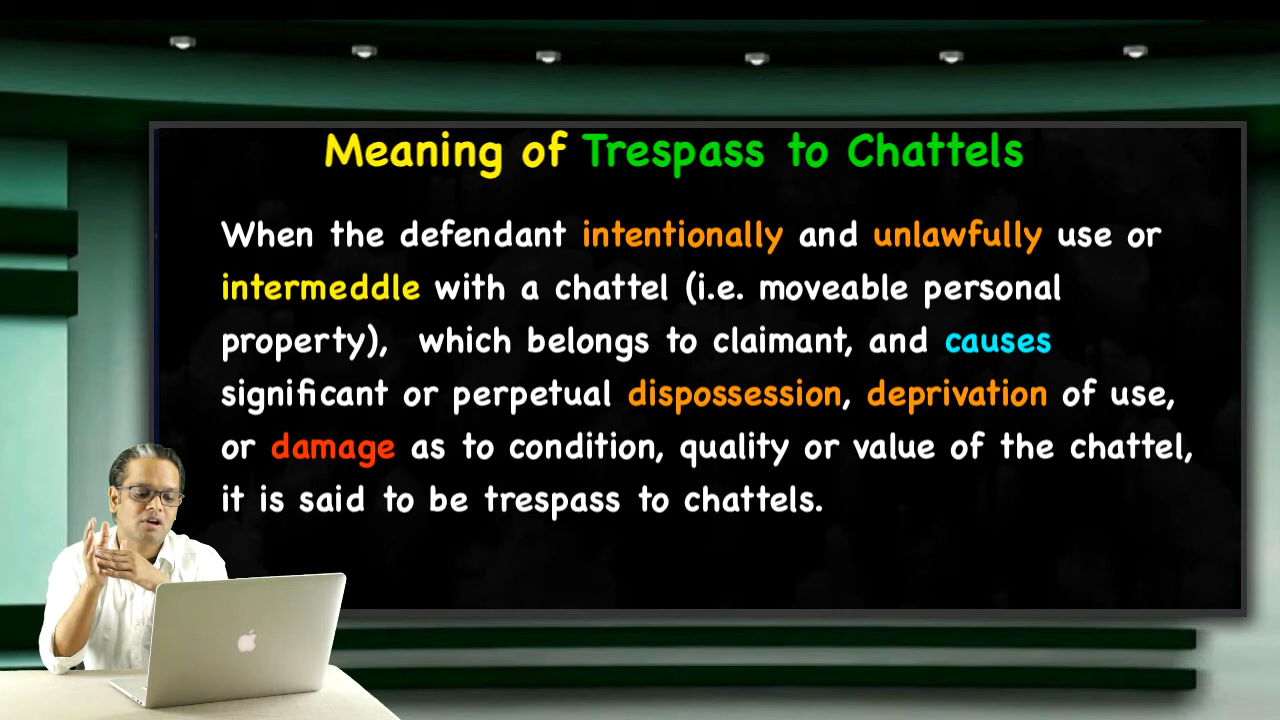 Meaning of Trespass to Chattels
When the defendant intentionally and unlawfully use or
intermeddle with a chattel (i.e. moveable personal
property), which belongs to claimant, and causes
significant or perpetual dispossession, deprivation of use,
or damage as to condition, quality or value of the chattel,
it is said to be trespass to chattels.